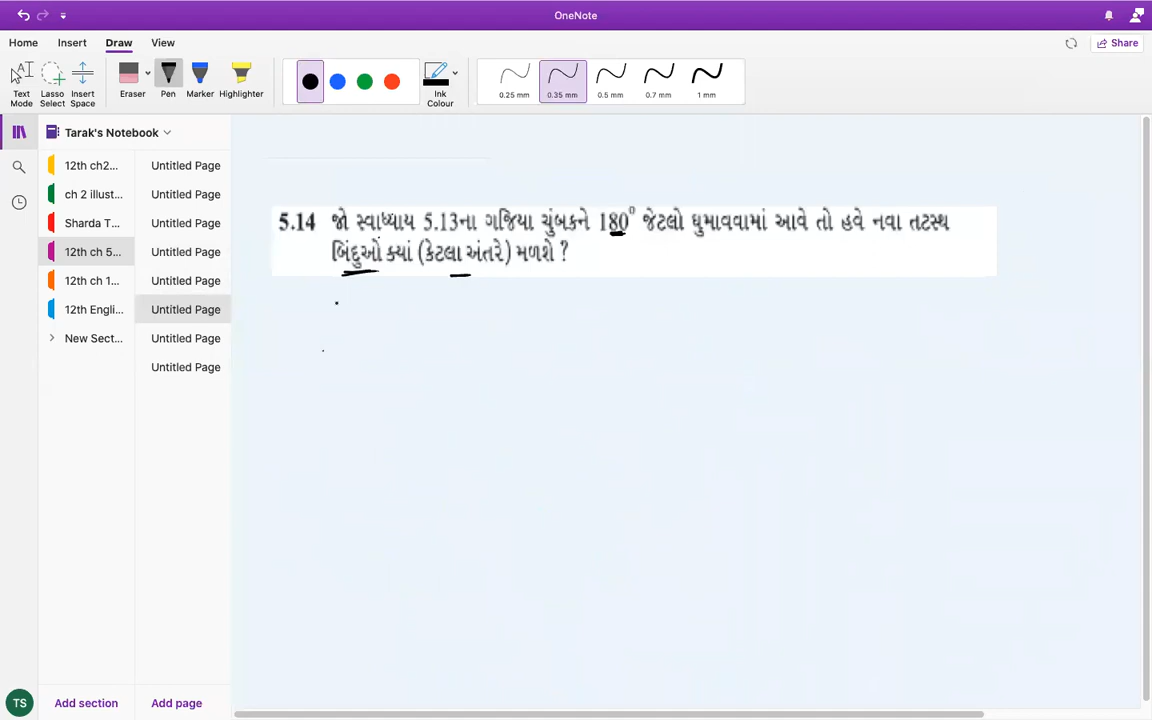 OneNote
Home Insert Draw View
Share
Text Mode
Lasso Select
Insert Space
Eraser
Pen
Marker
Highlighter
Ink Colour
0.25 mm
0.35 mm
0.5 mm
0.7 mm
1 mm
Tarak's Notebook
12th ch2... Untitled Page
ch 2 illust... Untitled Page
Sharda T... Untitled Page
12th ch 5... Untitled Page
12th ch 1... Untitled Page
12th Engli... Untitled Page
New Sect... Untitled Page
Untitled Page
5.14 જો સ્વાધ્યાય 5.13ના ગજિયા ચુંબકને 180⁰ જેટલો ઘુમાવવામાં આવે તો હવે નવા તટસ્થ
બિંદુઓ ક્યાં (કેટલા અંતરે) મળશે ?
TS
Add section Add page